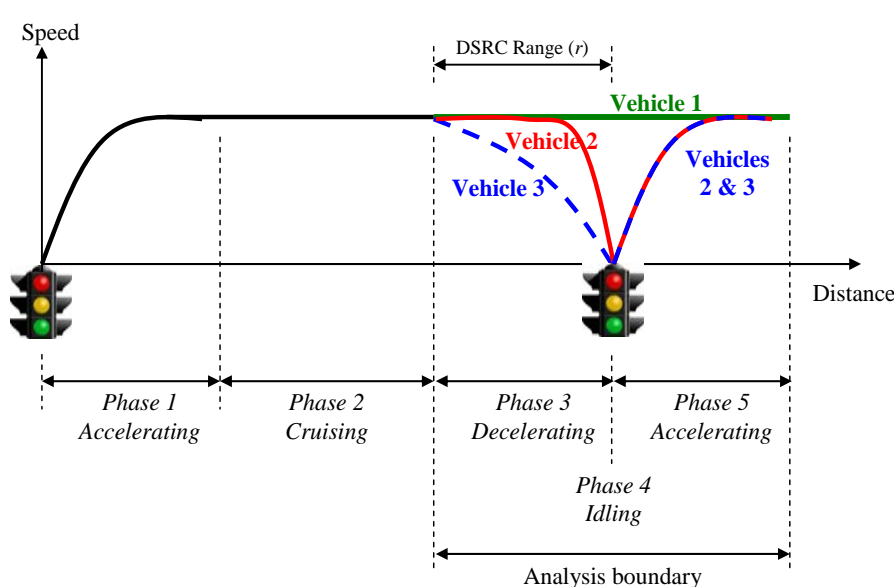 Speed
DSRC Range (r)
Vehicle 1
Vehicle 2
Vehicle 3
Vehicles
2 & 3
Distance
Phase 1
Accelerating
Phase 2
Cruising
Phase 3
Decelerating
Phase 5
Accelerating
Phase 4
Idling
Analysis boundary